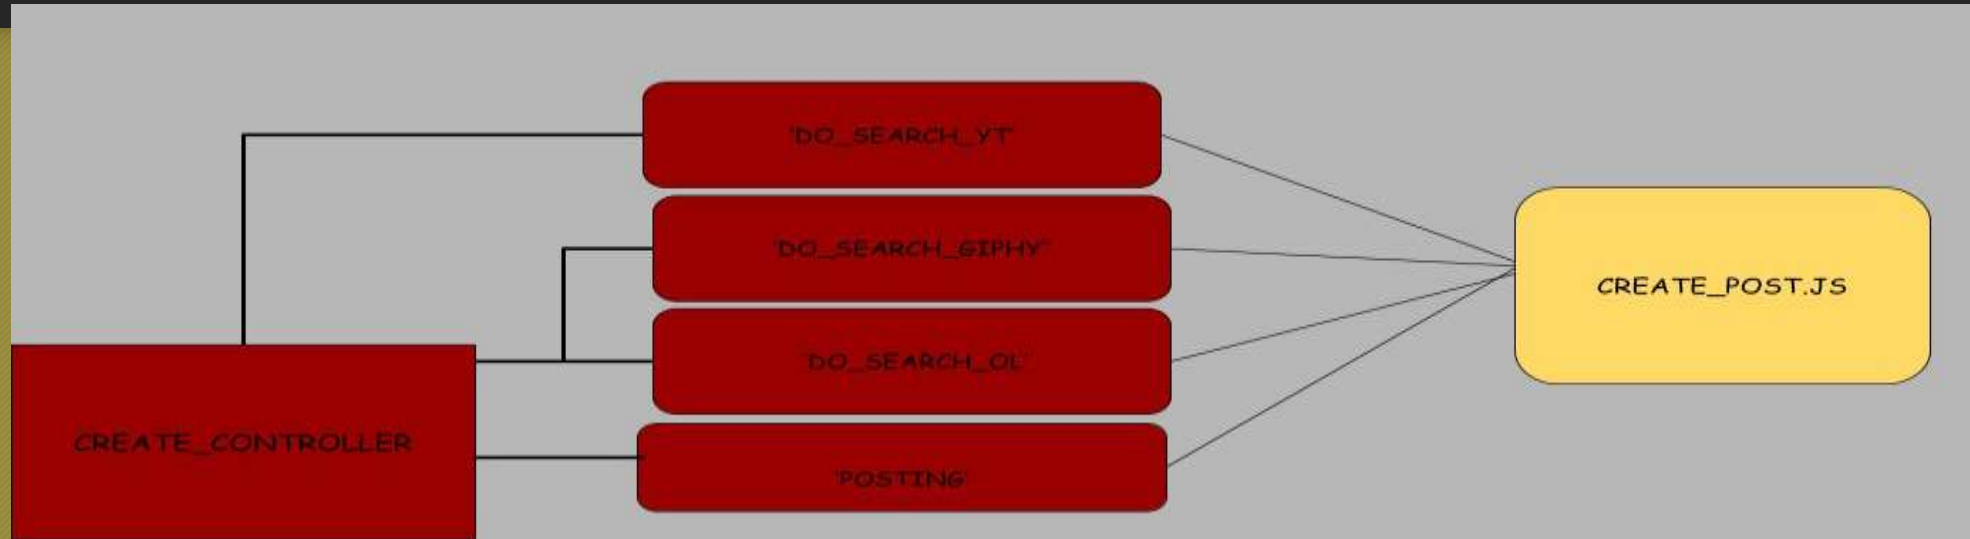 'DO_SEARCH_YT'
'DO_SEARCH_GIPHY'
'DO_SEARCH_OL'
CREATE_POST.JS
CREATE_CONTROLLER
'POSTING'